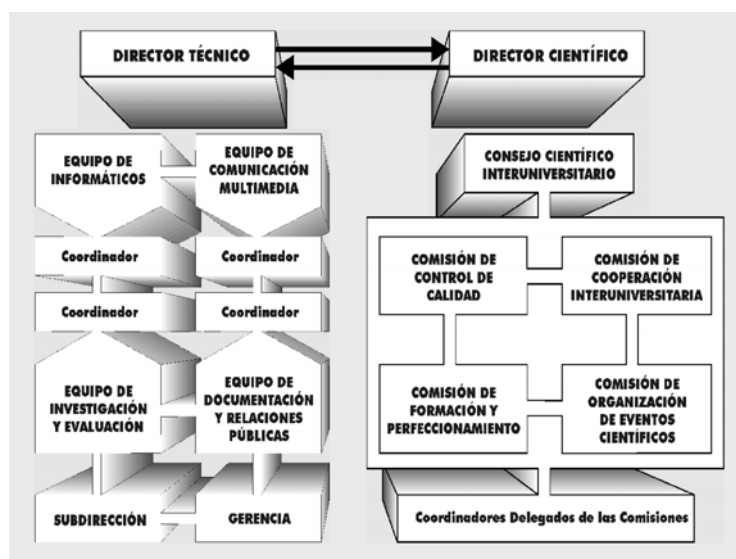 DIRECTOR TÉCNICO
DIRECTOR CIENTÍFICO
EQUIPO DE
INFORMÁTICOS
EQUIPO DE
COMUNICACIÓN
MULTIMEDIA
Coordinador
Coordinador
Coordinador
Coordinador
EQUIPO DE
INVESTIGACIÓN
Y EVALUACIÓN
EQUIPO DE
DOCUMENTACIÓN
Y RELACIONES
PÚBLICAS
SUBDIRECCIÓN
GERENCIA
CONSEJO CIENTÍFICO
INTERUNIVERSITARIO
COMISIÓN DE
CONTROL DE
CALIDAD
COMISIÓN DE
COOPERACIÓN
INTERUNIVERSITARIA
COMISIÓN DE
FORMACIÓN Y
PERFECCIONAMIENTO
COMISIÓN DE
ORGANIZACIÓN
DE EVENTOS
CIENTÍFICOS
Coordinadores Delegados de las Comisiones